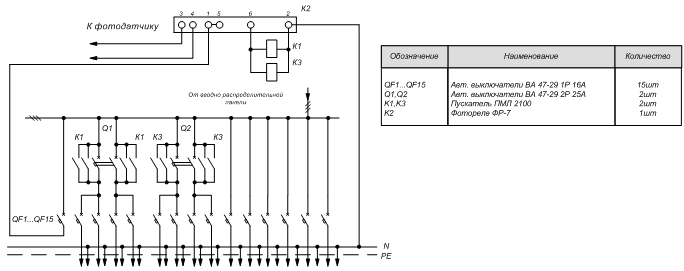 К2
К фотодатчику
3 4 1 5 6 2
К1
К3
От вводно распределительной
панели
Q1 Q2
К1 К1 К3 К3
QF1...QF15
N
PE
Обозначение Наименование Количество
QF1...QF15 Авт. выключатели ВА 47-29 1Р 16А 15шт
Q1,Q2 Авт. выключатели ВА 47-29 2Р 25А 2шт
К1,К3 Пускатель ПМЛ 2100 2шт
К2 Фотореле ФР-7 1шт